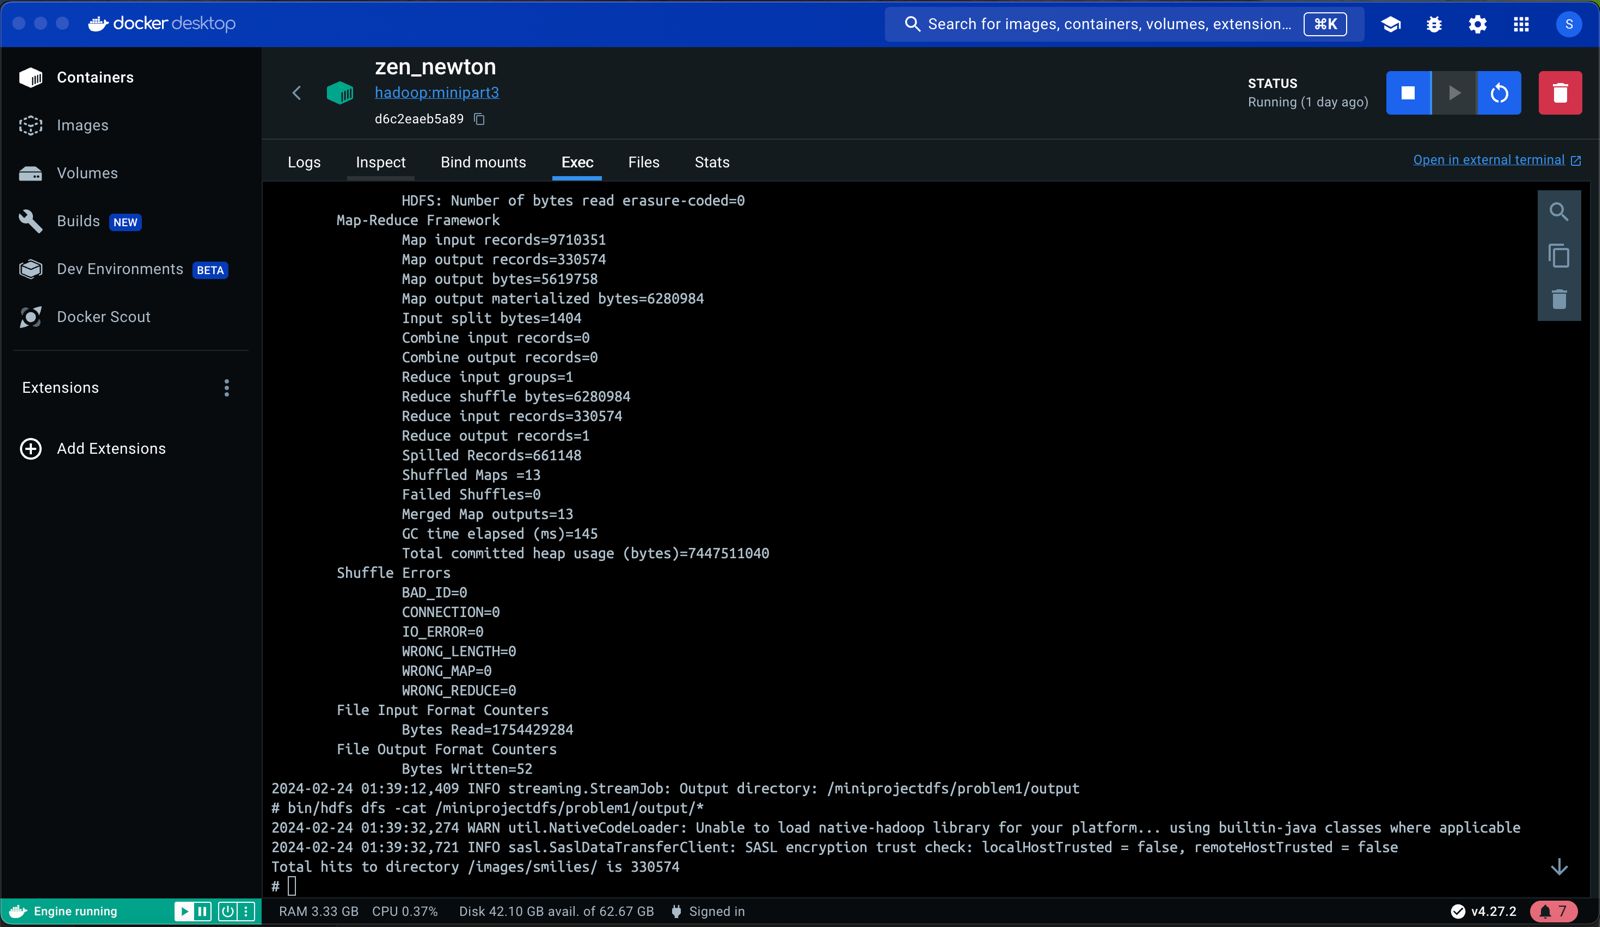 docker desktop
Search for images, containers, volumes, extension... ⌘K
S
Containers
Images
Volumes
Builds NEW
Dev Environments BETA
Docker Scout
Extensions
Add Extensions
zen_newton
hadoop:minipart3
d6c2eaeb5a89
STATUS
Running (1 day ago)
Logs Inspect Bind mounts Exec Files Stats
Open in external terminal
HDFS: Number of bytes read erasure-coded=0
Map-Reduce Framework
Map input records=9710351
Map output records=330574
Map output bytes=5619758
Map output materialized bytes=6280984
Input split bytes=1404
Combine input records=0
Combine output records=0
Reduce input groups=1
Reduce shuffle bytes=6280984
Reduce input records=330574
Reduce output records=1
Spilled Records=661148
Shuffled Maps =13
Failed Shuffles=0
Merged Map outputs=13
GC time elapsed (ms)=145
Total committed heap usage (bytes)=7447511040
Shuffle Errors
BAD_ID=0
CONNECTION=0
IO_ERROR=0
WRONG_LENGTH=0
WRONG_MAP=0
WRONG_REDUCE=0
File Input Format Counters
Bytes Read=1754429284
File Output Format Counters
Bytes Written=52
2024-02-24 01:39:12,409 INFO streaming.StreamJob: Output directory: /miniprojectdfs/problem1/output
# bin/hdfs dfs -cat /miniprojectdfs/problem1/output/*
2024-02-24 01:39:32,274 WARN util.NativeCodeLoader: Unable to load native-hadoop library for your platform... using builtin-java classes where applicable
2024-02-24 01:39:32,721 INFO sasl.SaslDataTransferClient: SASL encryption trust check: localHostTrusted = false, remoteHostTrusted = false
Total hits to directory /images/smilies/ is 330574
#
Engine running
RAM 3.33 GB CPU 0.37% Disk 42.10 GB avail. of 62.67 GB Signed in
v4.27.2
7